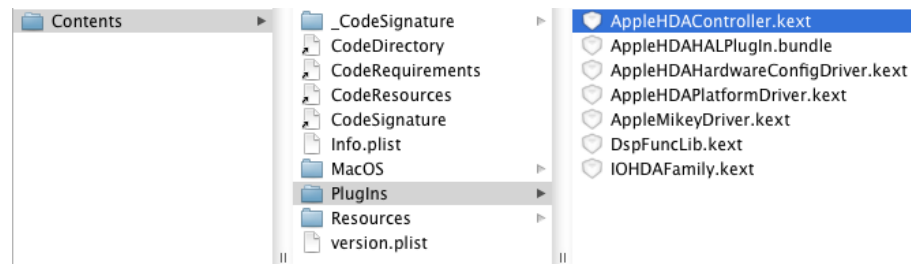 Contents
_CodeSignature
CodeDirectory
CodeRequirements
CodeResources
CodeSignature
Info.plist
MacOS
PlugIns
Resources
version.plist
AppleHDAController.kext
AppleHDAHALPlugIn.bundle
AppleHDAHardwareConfigDriver.kext
AppleHDAPlatformDriver.kext
AppleMikeyDriver.kext
DspFuncLib.kext
IOHDAFamily.kext